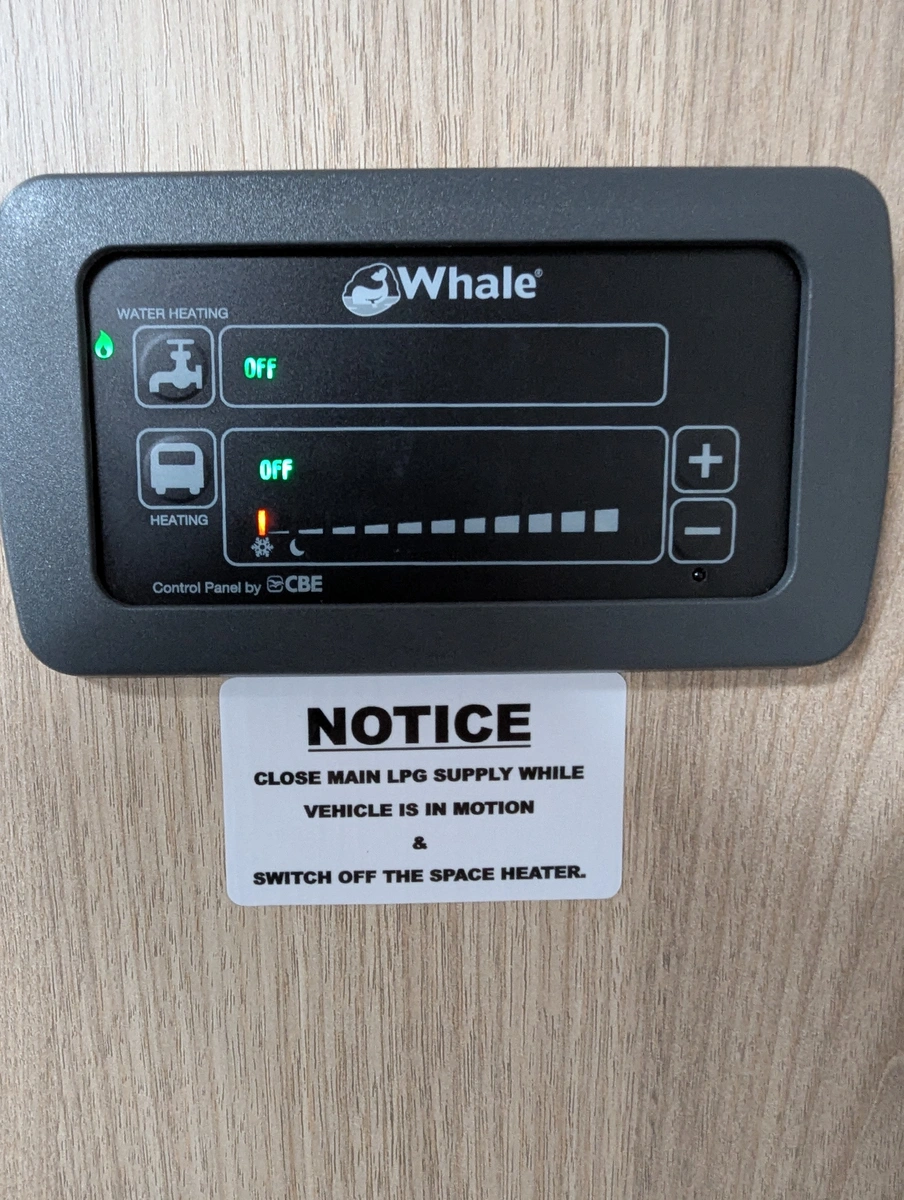 Whale®
WATER HEATING
OFF
OFF
HEATING
Control Panel by CBE
NOTICE
CLOSE MAIN LPG SUPPLY WHILE
VEHICLE IS IN MOTION
&
SWITCH OFF THE SPACE HEATER.